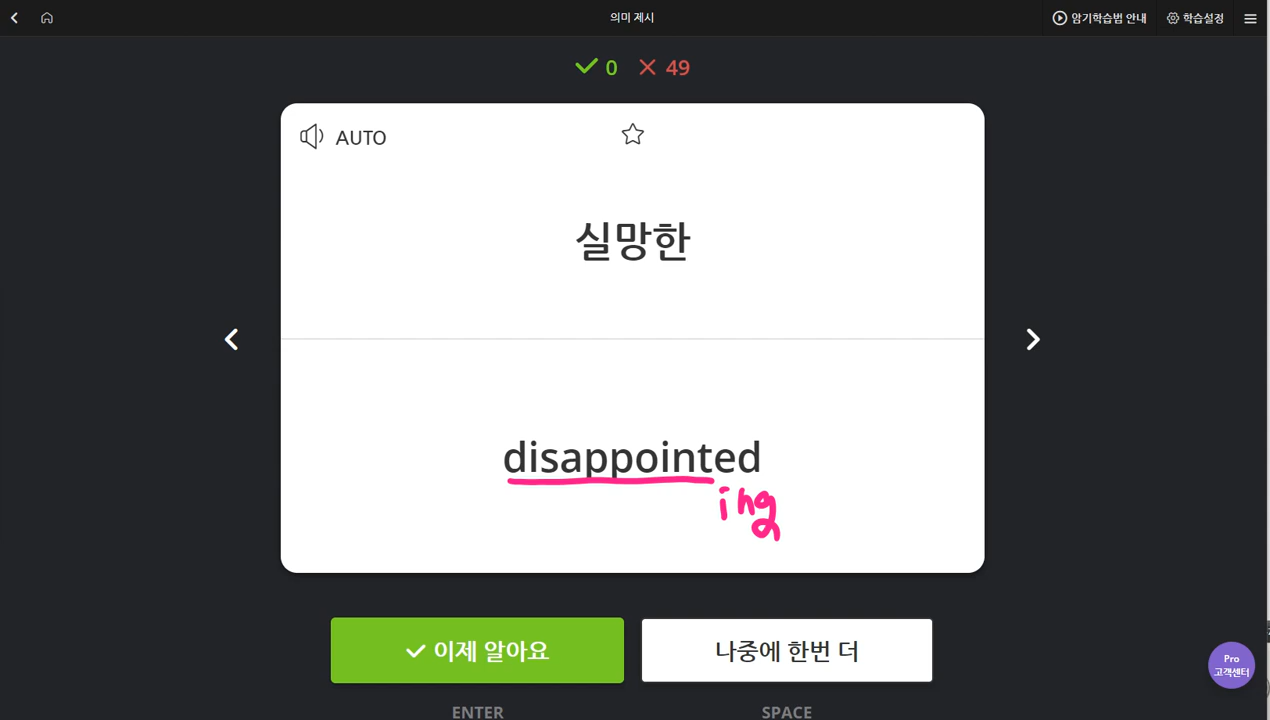 의미 제시
암기학습법 안내
학습설정
0
49
AUTO
실망한
disappointed
ing
이제 알아요
나중에 한번 더
ENTER
SPACE
Pro
고객센터